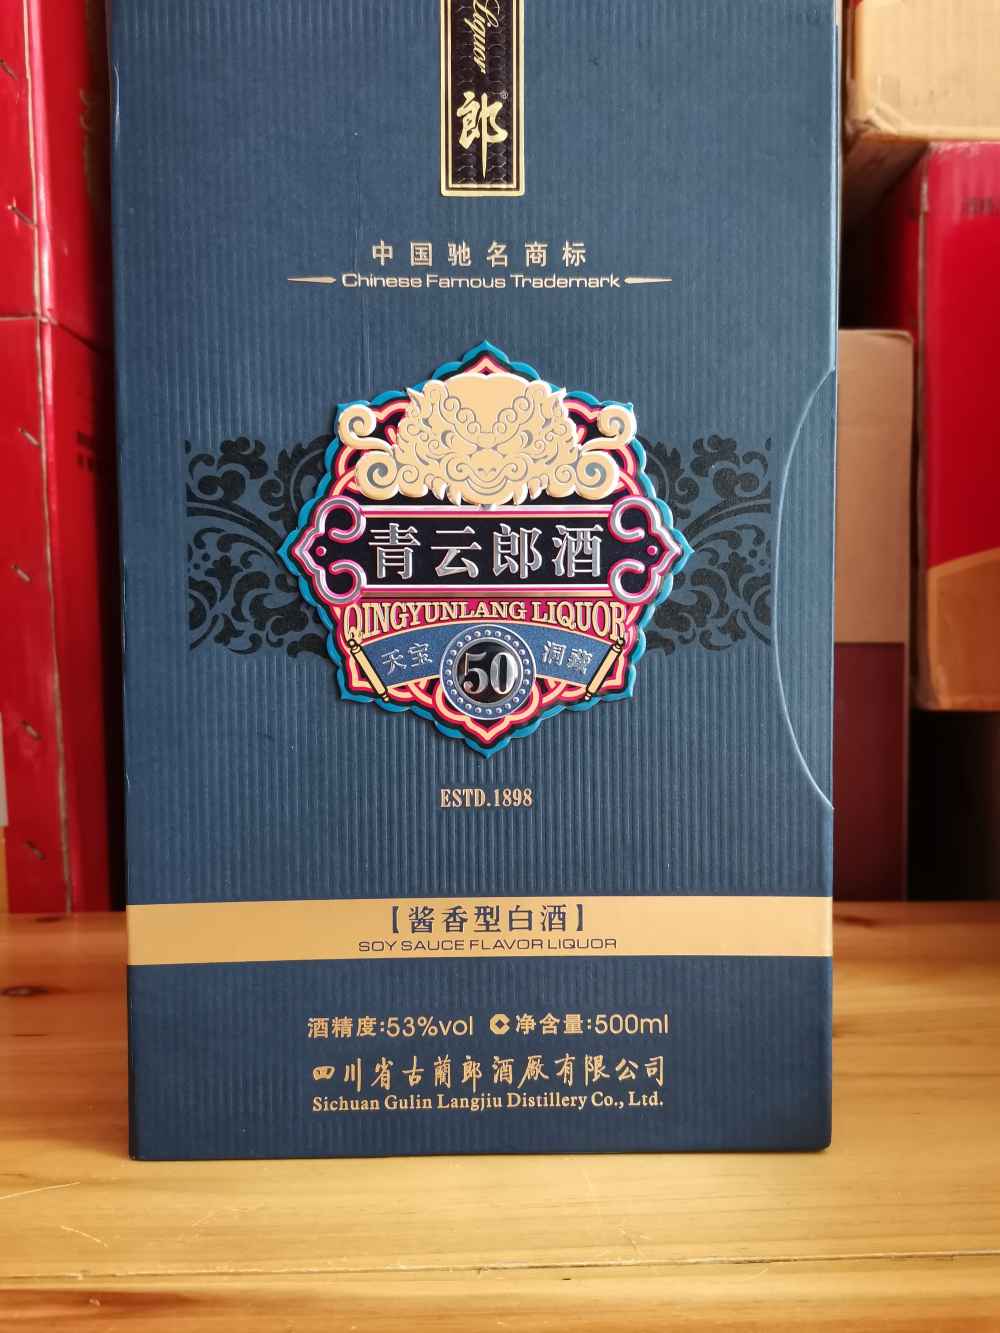 Liquor
郎®
中国驰名商标
Chinese Famous Trademark
青云郎酒
QINGYUNLANG LIQUOR
天宝 50 洞藏
ESTD.1898
【酱香型白酒】
SOY SAUCE FLAVOR LIQUOR
酒精度:53%vol 净含量:500ml
四川省古蔺郎酒厰有限公司
Sichuan Gulin Langjiu Distillery Co., Ltd.